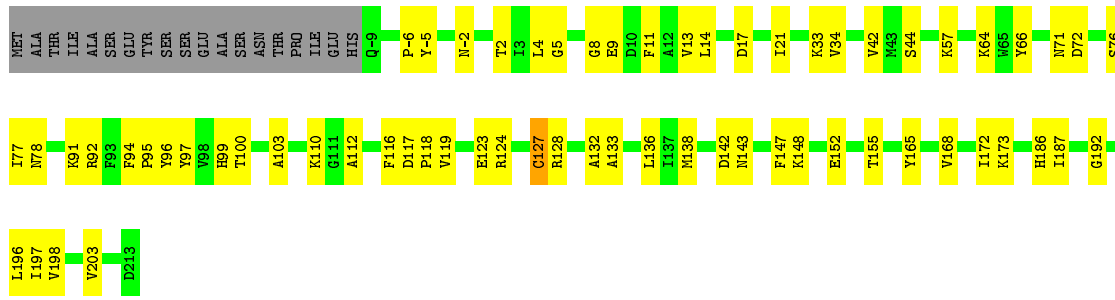 MET ALA THR ILE ALA SER GLU TYR SER SER GLU ALA SER ASN THR PRO ILE GLU HIS Q-9 P-6 Y-5 N-2 T2 I3 L4 G5 G8 E9 D10 F11 A12 V13 L14 D17 I21 K33 V34 V42 M43 S44 K57 K64 W65 Y66 N71 D72 S76
I77 N78 K91 R92 F93 F94 P95 Y96 Y97 V98 H99 T100 A103 K110 G111 A112 F116 D117 P118 V119 E123 R124 G127 R128 A132 A133 L136 I137 M138 D142 N143 F147 K148 E152 T155 Y165 V168 I172 K173 H186 I187 G192
L196 I197 V198 V203 D213